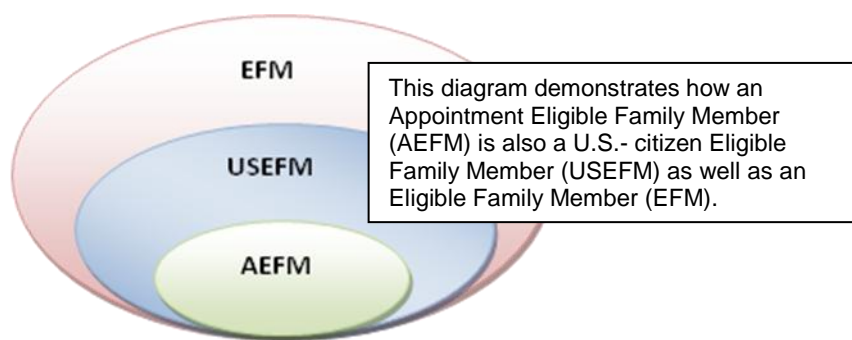 EFM
This diagram demonstrates how an
Appointment Eligible Family Member
(AEFM) is also a U.S.- citizen Eligible
Family Member (USEFM) as well as an
Eligible Family Member (EFM).
USEFM
AEFM